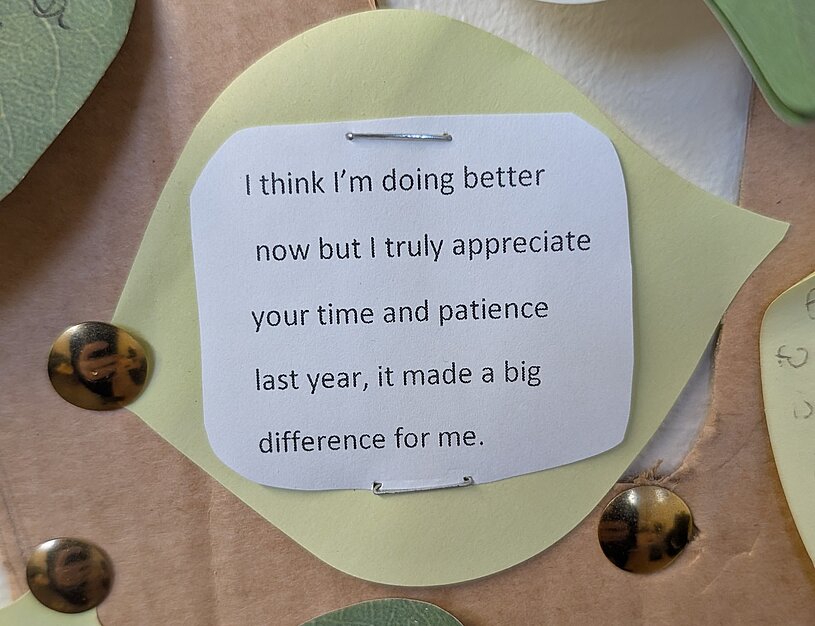 I think I'm doing better
now but I truly appreciate
your time and patience
last year, it made a big
difference for me.